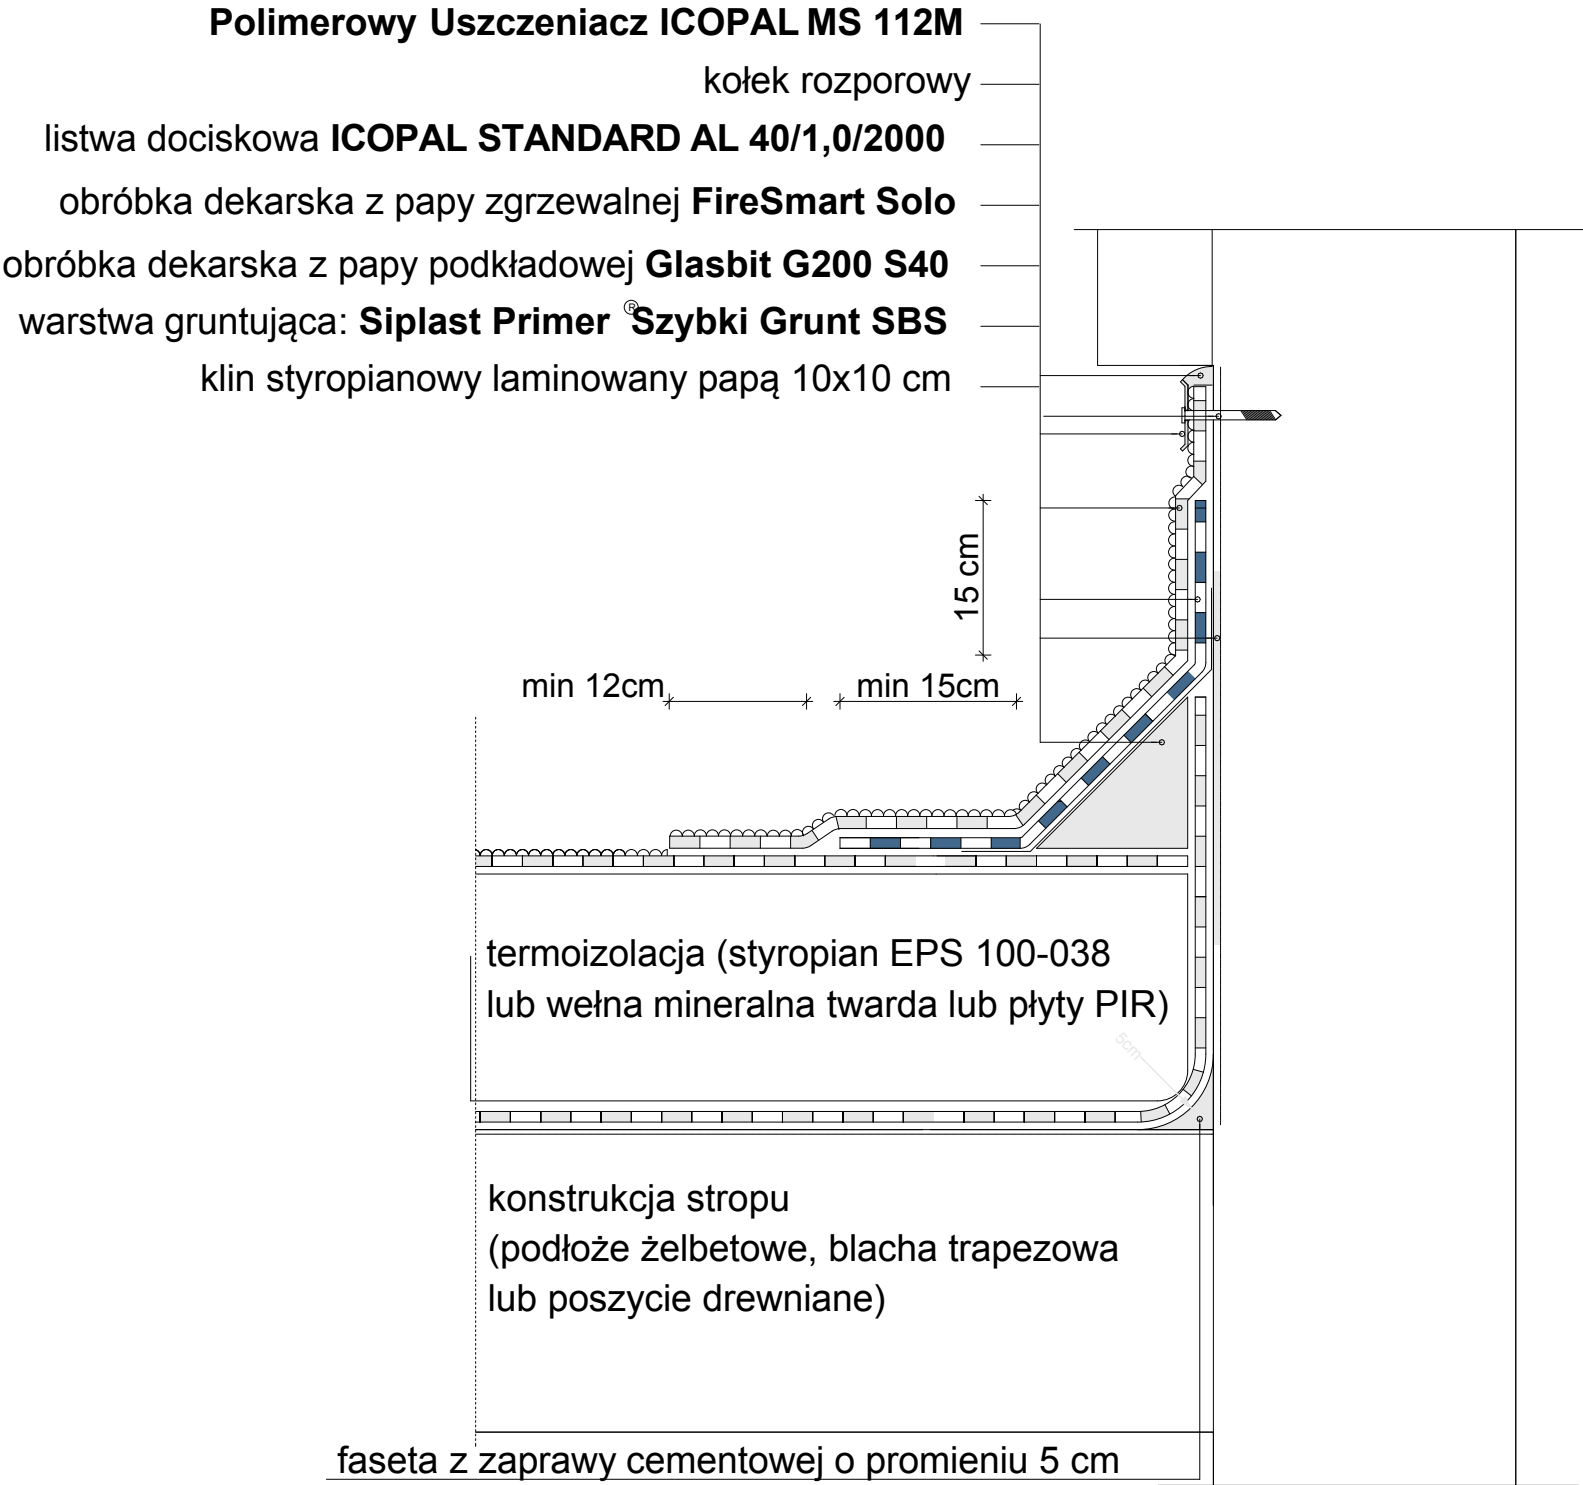 Polimerowy Uszczeniacz ICOPAL MS 112M
kołek rozporowy
listwa dociskowa ICOPAL STANDARD AL 40/1,0/2000
obróbka dekarska z papy zgrzewalnej FireSmart Solo
obróbka dekarska z papy podkładowej Glasbit G200 S40
warstwa gruntująca: Siplast Primer ® Szybki Grunt SBS
klin styropianowy laminowany papą 10x10 cm
15 cm
min 12cm
min 15cm
termoizolacja (styropian EPS 100-038
lub wełna mineralna twarda lub płyty PIR)
5cm
konstrukcja stropu
(podłoże żelbetowe, blacha trapezowa
lub poszycie drewniane)
faseta z zaprawy cementowej o promieniu 5 cm